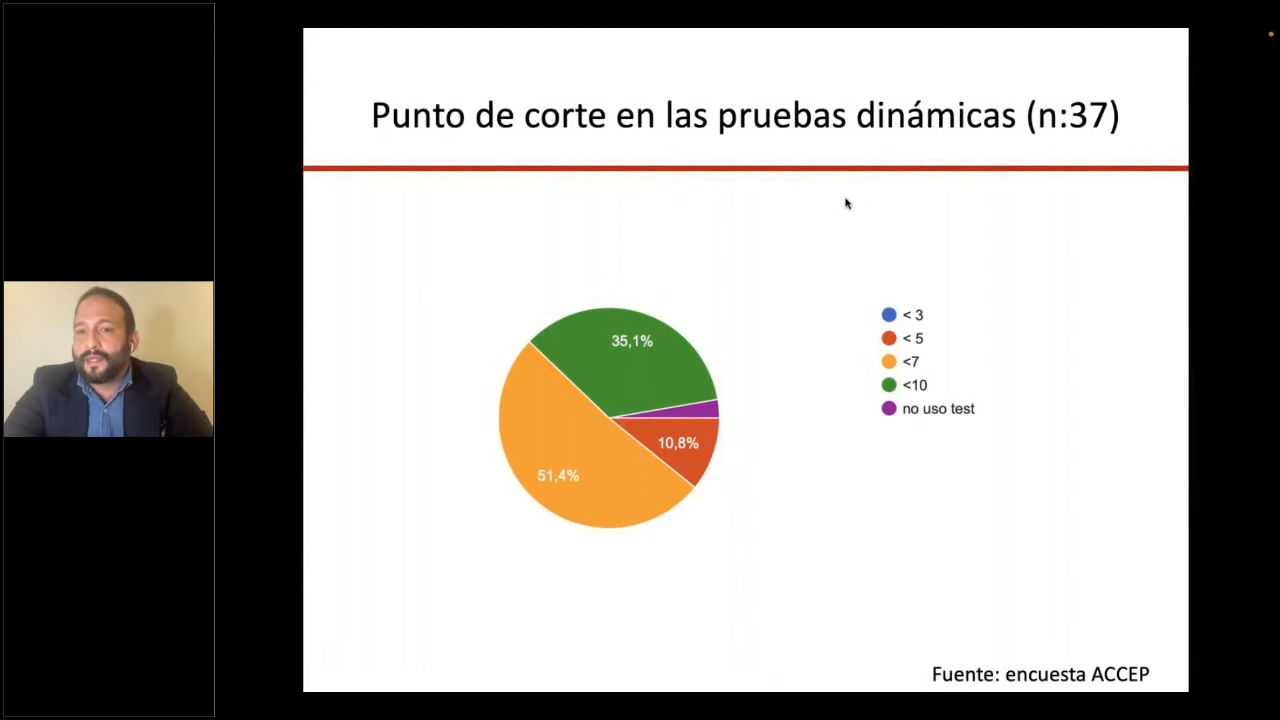 Punto de corte en las pruebas dinámicas (n:37)
35,1%
10,8%
51,4%
< 3
< 5
<7
<10
no uso test
Fuente: encuesta ACCEP